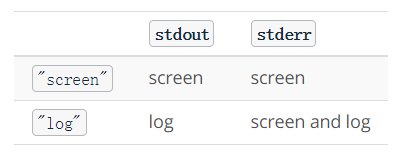 stdout stderr
"screen" screen screen
"log" log screen and log